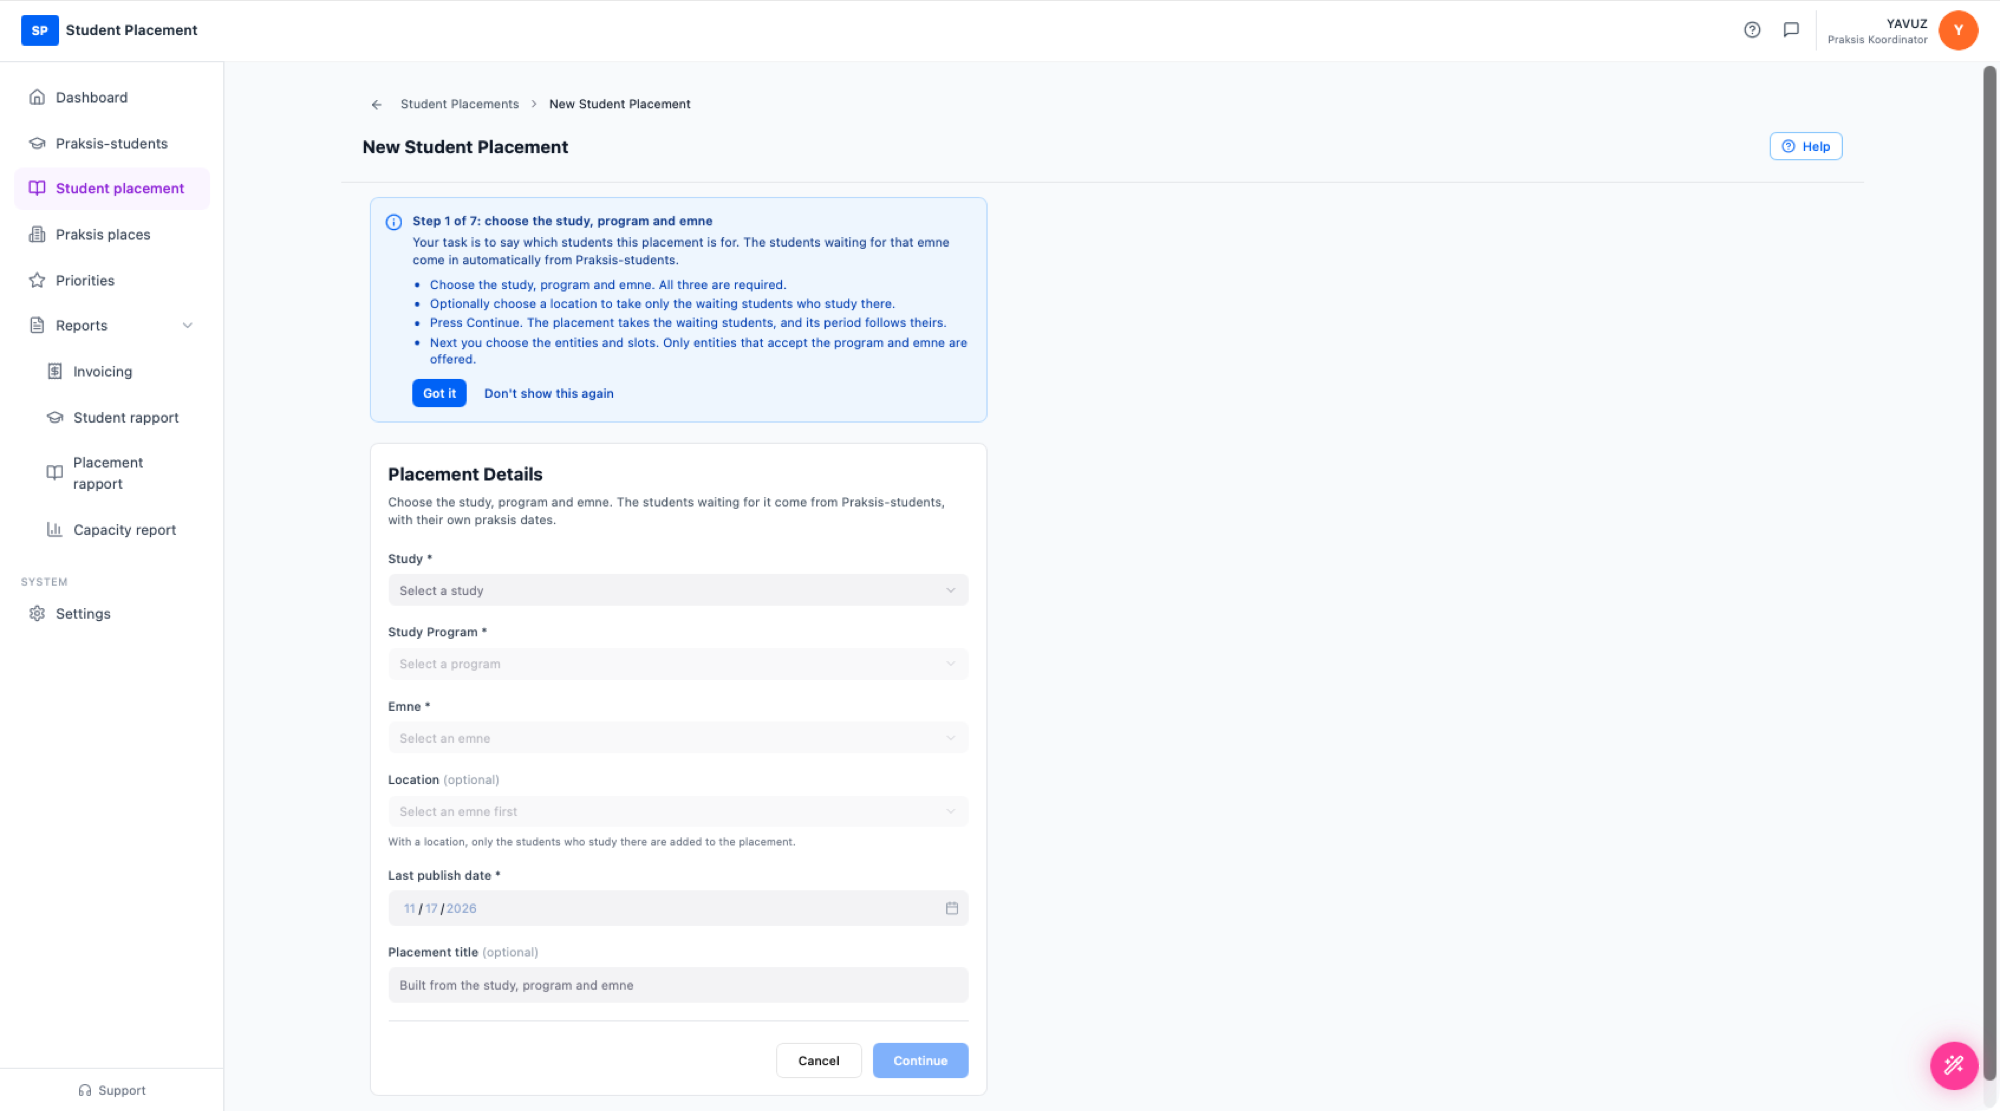 SP Student Placement
YAVUZ
Praksis Koordinator
Y
Dashboard
Praksis-students
Student placement
Praksis places
Priorities
Reports
Invoicing
Student rapport
Placement
rapport
Capacity report
SYSTEM
Settings
Support
Student Placements > New Student Placement
New Student Placement
Help
Step 1 of 7: choose the study, program and emne
Your task is to say which students this placement is for. The students waiting for that emne
come in automatically from Praksis-students.
• Choose the study, program and emne. All three are required.
• Optionally choose a location to take only the waiting students who study there.
• Press Continue. The placement takes the waiting students, and its period follows theirs.
• Next you choose the entities and slots. Only entities that accept the program and emne are
offered.
Got it Don't show this again
Placement Details
Choose the study, program and emne. The students waiting for it come from Praksis-students,
with their own praksis dates.
Study *
Select a study
Study Program *
Select a program
Emne *
Select an emne
Location (optional)
Select an emne first
With a location, only the students who study there are added to the placement.
Last publish date *
11 / 17 / 2026
Placement title (optional)
Built from the study, program and emne
Cancel Continue